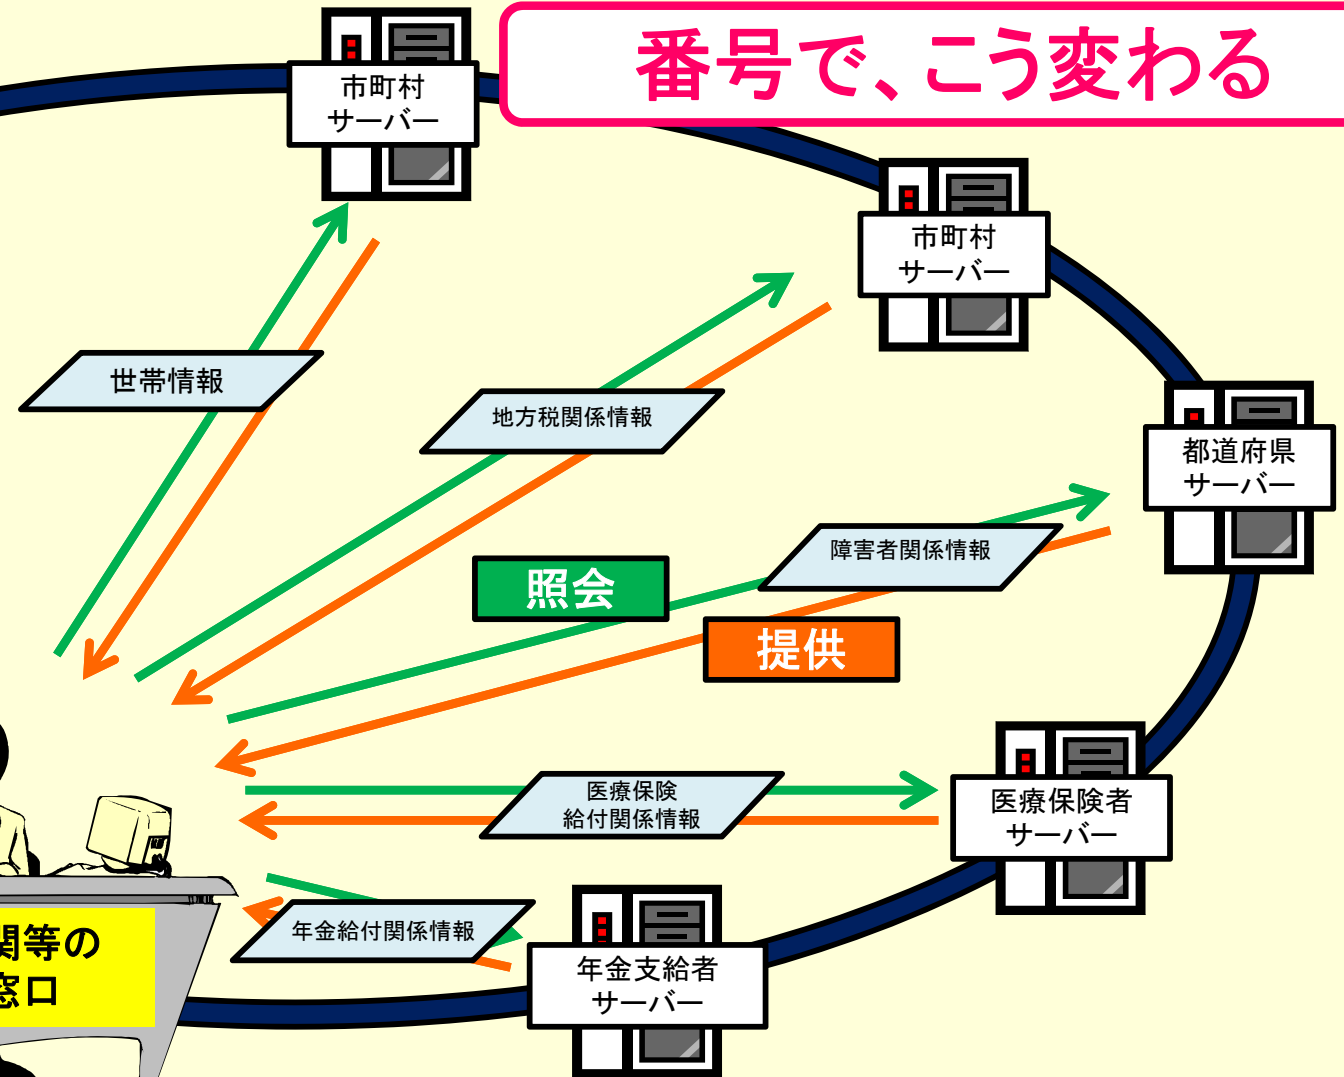 番号で、こう変わる
市町村
サーバー
市町村
サーバー
世帯情報
地方税関係情報
都道府県
サーバー
障害者関係情報
照会
提供
医療保険
給付関係情報
医療保険者
サーバー
年金給付関係情報
関等の
窓口
年金支給者
サーバー